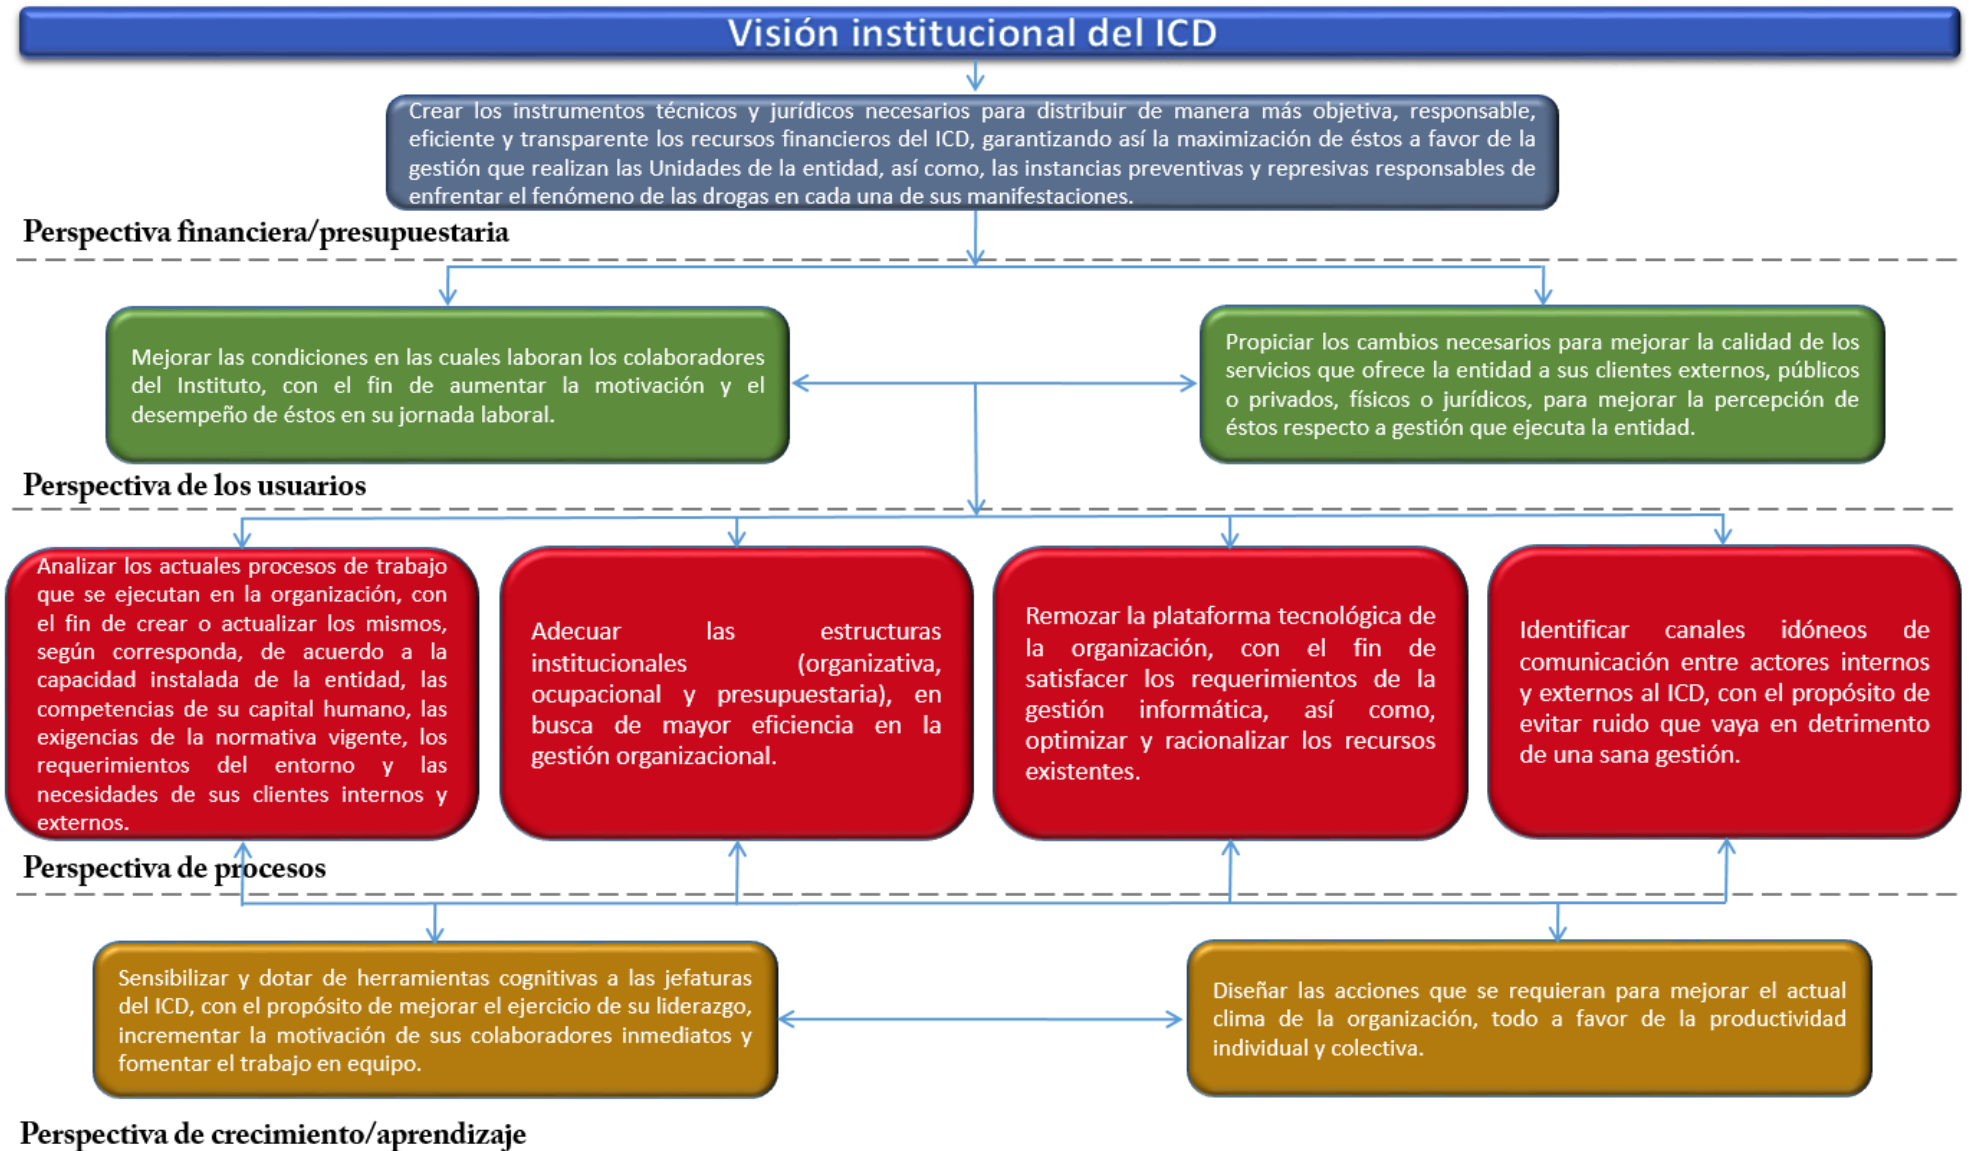 Visión institucional del ICD
Crear los instrumentos técnicos y jurídicos necesarios para distribuir de manera más objetiva, responsable,
eficiente y transparente los recursos financieros del ICD, garantizando así la maximización de éstos a favor de la
gestión que realizan las Unidades de la entidad, así como, las instancias preventivas y represivas responsables de
enfrentar el fenómeno de las drogas en cada una de sus manifestaciones.
Perspectiva financiera/presupuestaria
Mejorar las condiciones en las cuales laboran los colaboradores
del Instituto, con el fin de aumentar la motivación y el
desempeño de éstos en su jornada laboral.
Propiciar los cambios necesarios para mejorar la calidad de los
servicios que ofrece la entidad a sus clientes externos, públicos
o privados, físicos o jurídicos, para mejorar la percepción de
éstos respecto a gestión que ejecuta la entidad.
Perspectiva de los usuarios
Analizar los actuales procesos de trabajo
que se ejecutan en la organización, con
el fin de crear o actualizar los mismos,
según corresponda, de acuerdo a la
capacidad instalada de la entidad, las
competencias de su capital humano, las
exigencias de la normativa vigente, los
requerimientos del entorno y las
necesidades de sus clientes internos y
externos.
Adecuar las estructuras
institucionales (organizativa,
ocupacional y presupuestaria), en
busca de mayor eficiencia en la
gestión organizacional.
Remozar la plataforma tecnológica de
la organización, con el fin de
satisfacer los requerimientos de la
gestión informática, así como,
optimizar y racionalizar los recursos
existentes.
Identificar canales idóneos de
comunicación entre actores internos
y externos al ICD, con el propósito de
evitar ruido que vaya en detrimento
de una sana gestión.
Perspectiva de procesos
Sensibilizar y dotar de herramientas cognitivas a las jefaturas
del ICD, con el propósito de mejorar el ejercicio de su liderazgo,
incrementar la motivación de sus colaboradores inmediatos y
fomentar el trabajo en equipo.
Diseñar las acciones que se requieran para mejorar el actual
clima de la organización, todo a favor de la productividad
individual y colectiva.
Perspectiva de crecimiento/aprendizaje